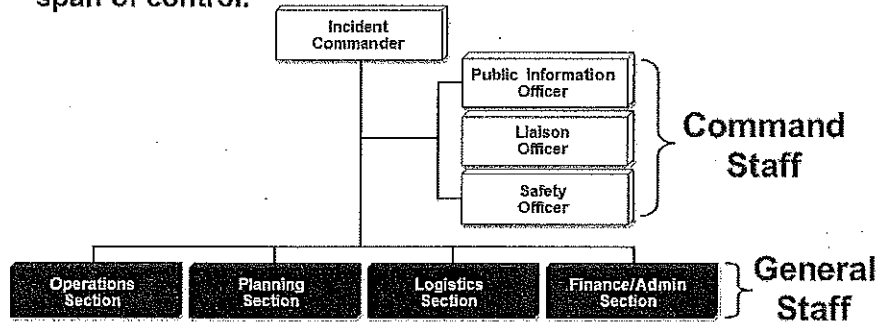 span of control.
Incident
Commander
Public Information
Officer
Liaison
Officer
Safety
Officer
Command
Staff
Operations
Section
Planning
Section
Logistics
Section
Finance/Admin
Section
General
Staff